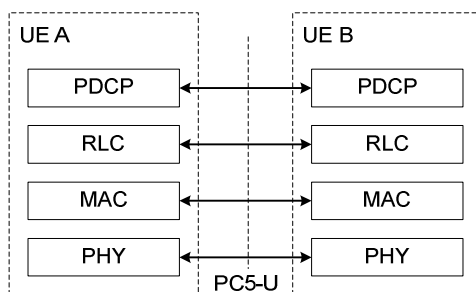 UE A UE B
PDCP PDCP
RLC RLC
MAC MAC
PHY PHY
PC5-U